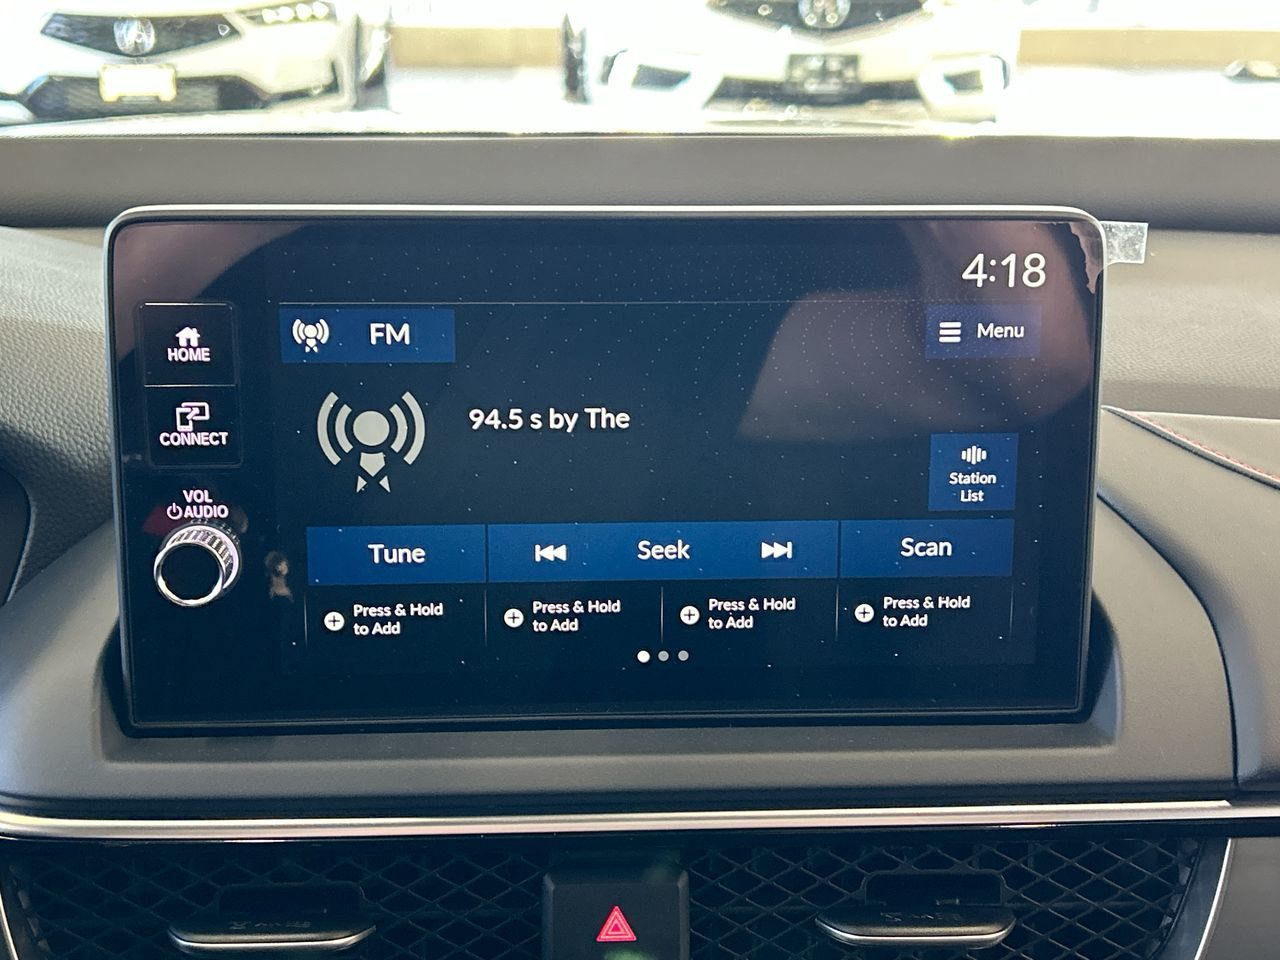 4:18
HOME
FM
Menu
CONNECT
94.5 s by The
Station
List
VOL
AUDIO
Tune
Seek
Scan
Press & Hold
to Add
Press & Hold
to Add
Press & Hold
to Add
Press & Hold
to Add